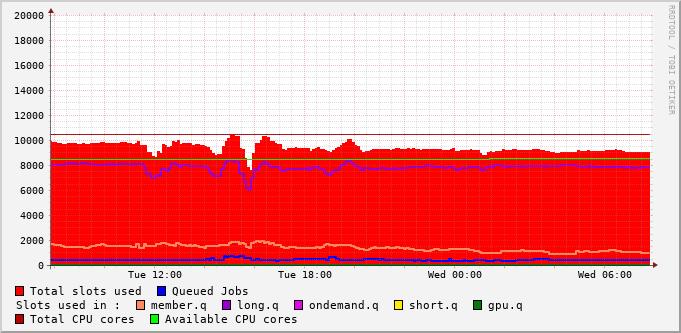 20000
18000
16000
14000
12000
10000
8000
6000
4000
2000
0
Tue 12:00 Tue 18:00 Wed 00:00 Wed 06:00
RRDTOOL / TOBI OETIKER
Total slots used Queued Jobs
Slots used in : member.q long.q ondemand.q short.q gpu.q
Total CPU cores Available CPU cores